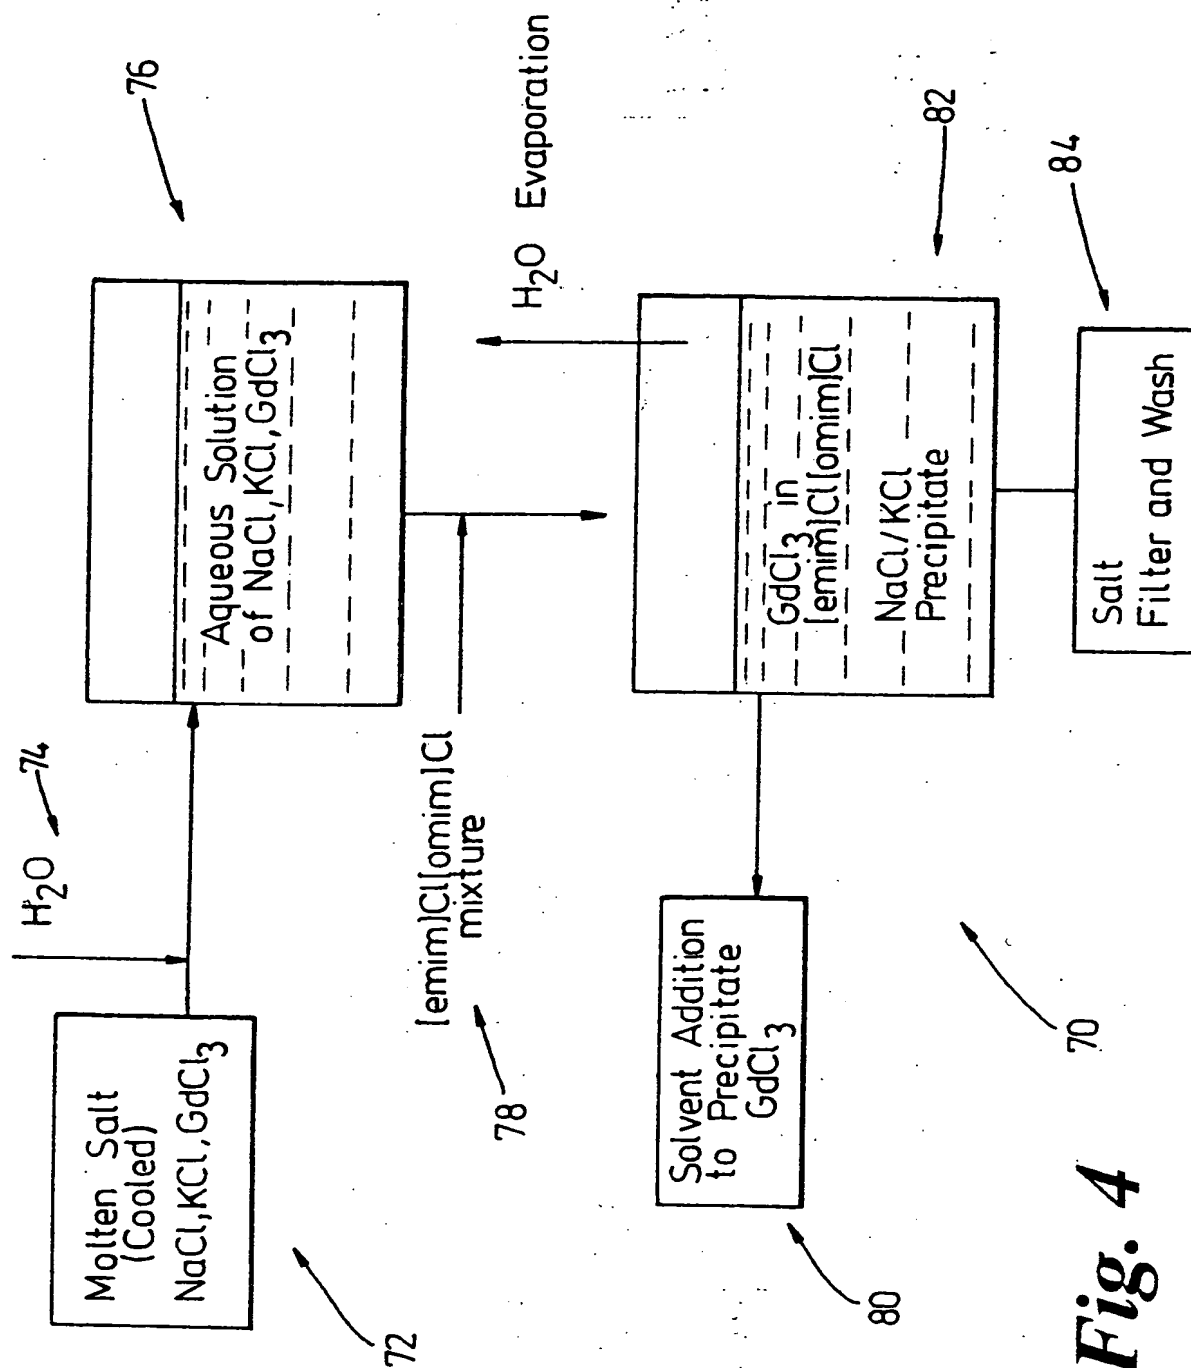 Molten Salt
(Cooled)
NaCl,KCl,GdCl3
72
H2O
74
Aqueous Solution
of NaCl,KCl,GdCl3
76
[emim]Cl[omim]Cl
mixture
78
H2O Evaporation
GdCl3 in
[emim]Cl[omim]Cl
NaCl/KCl
Precipitate
82
Solvent Addition
to Precipitate
GdCl3
80
Salt
Filter and Wash
84
70
Fig. 4